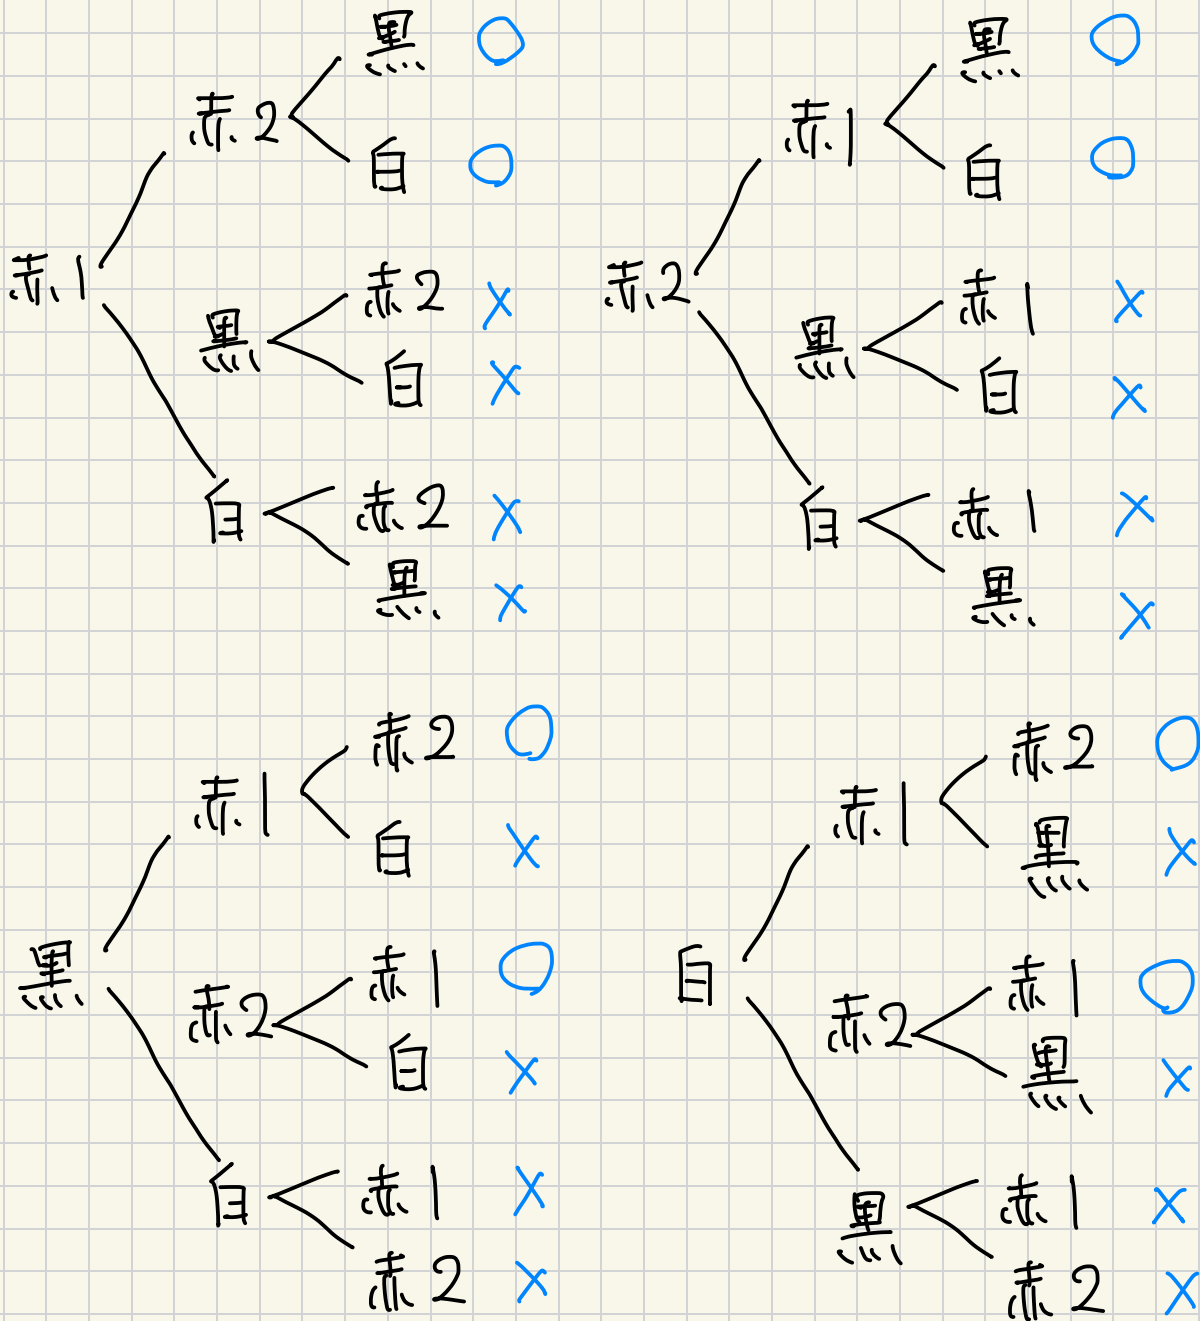 赤1
赤2
黒 ○
白 ○
黒
赤2 ×
白 ×
白
赤2 ×
黒 ×
赤2
赤1
黒 ○
白 ○
黒
赤1 ×
白 ×
白
赤1 ×
黒 ×
黒
赤1
赤2 ○
白 ×
赤2
赤1 ○
白 ×
白
赤1 ×
赤2 ×
白
赤1
赤2 ○
黒 ×
赤2
赤1 ○
黒 ×
黒
赤1 ×
赤2 ×